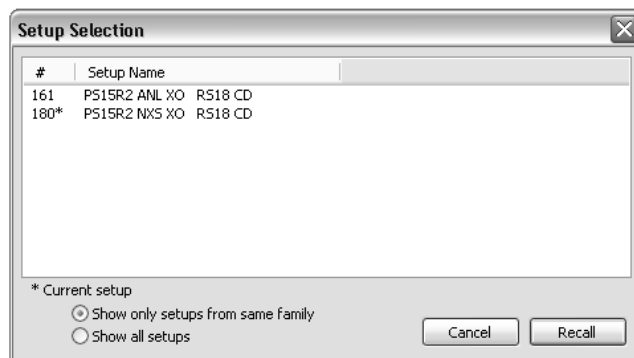 Setup Selection
# Setup Name
161 PS15R2 ANL XO RS18 CD
180* PS15R2 NXS XO RS18 CD
* Current setup
Show only setups from same family
Show all setups
Cancel Recall